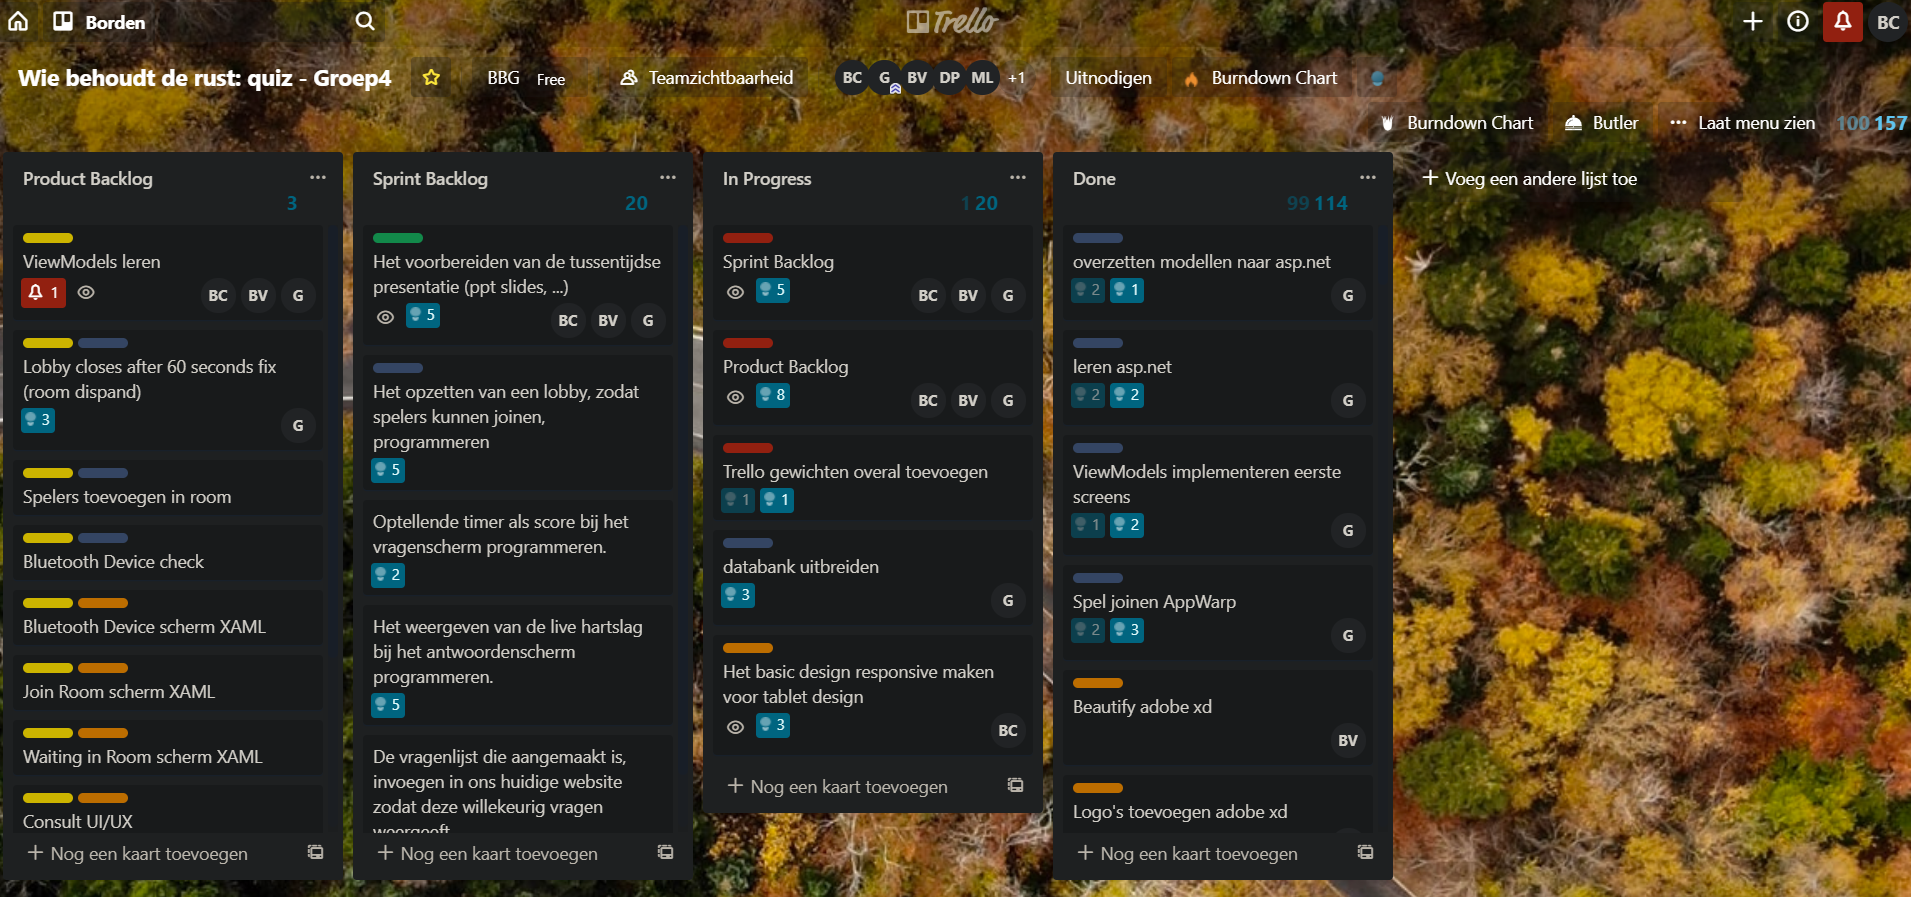 Borden
Trello
BC
Wie behoudt de rust: quiz - Groep4
BBG Free
Teamzichtbaarheid
BC G BV DP ML +1
Uitnodigen
Burndown Chart
Burndown Chart
Butler
Laat menu zien
100 157
Product Backlog
3
ViewModels leren
1
BC BV G
Lobby closes after 60 seconds fix
(room dispand)
3
G
Spelers toevoegen in room
Bluetooth Device check
Bluetooth Device scherm XAML
Join Room scherm XAML
Waiting in Room scherm XAML
Consult UI/UX
+ Nog een kaart toevoegen
Sprint Backlog
20
Het voorbereiden van de tussentijdse
presentatie (ppt slides, ...)
5
BC BV G
Het opzetten van een lobby, zodat
spelers kunnen joinen,
programmeren
5
Optellende timer als score bij het
vragenscherm programmeren.
2
Het weergeven van de live hartslag
bij het antwoordenscherm
programmeren.
5
De vragenlijst die aangemaakt is,
invoegen in ons huidige website
zodat deze willekeurig vragen
weergeeft
+ Nog een kaart toevoegen
In Progress
1 20
Sprint Backlog
5
BC BV G
Product Backlog
8
BC BV G
Trello gewichten overal toevoegen
1 1
databank uitbreiden
3
G
Het basic design responsive maken
voor tablet design
3
BC
+ Nog een kaart toevoegen
Done
99 114
overzetten modellen naar asp.net
2 1
G
leren asp.net
2 2
G
ViewModels implementeren eerste
screens
1 2
G
Spel joinen AppWarp
2 3
G
Beautify adobe xd
BV
Logo's toevoegen adobe xd
+ Nog een kaart toevoegen
+ Voeg een andere lijst toe